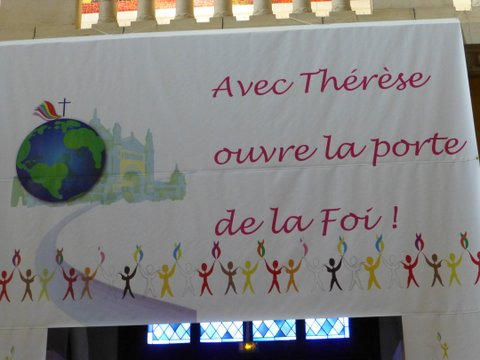 Avec Thérèse
ouvre la porte
de la Foi !